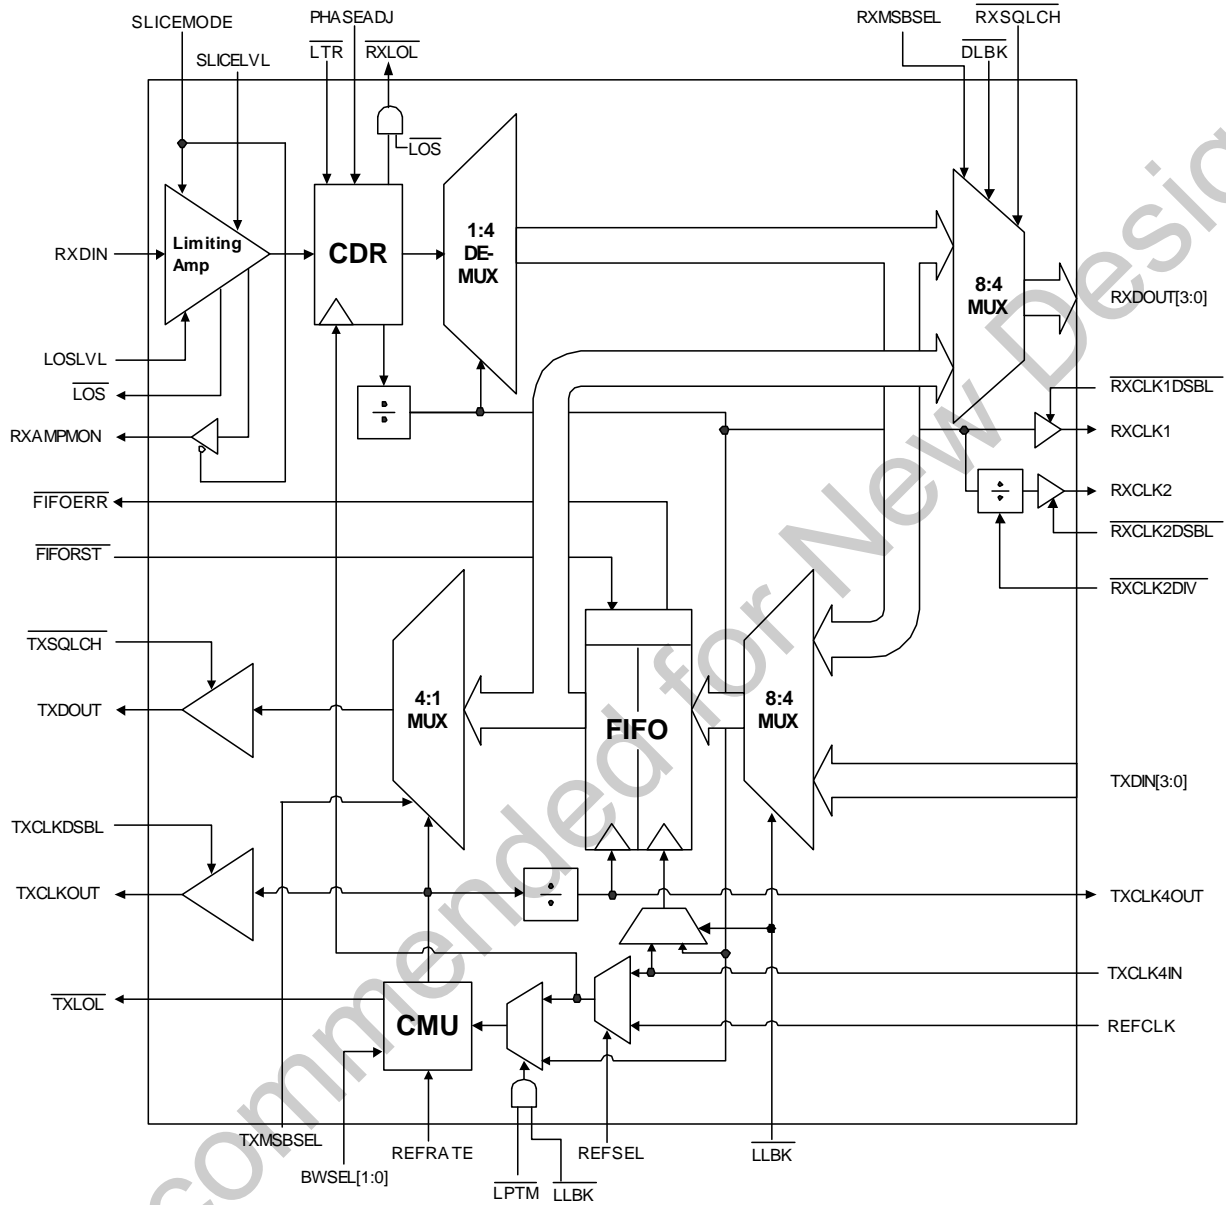 SLICEMODE
PHASEADJ
RXMSBSEL
RXSQLCH
SLICELVL
LTR
RXLOL
DLBK
LOS
Limiting
Amp
CDR
1:4
DE-
MUX
8:4
MUX
RXDIN
RXDOUT[3:0]
LOSLVL
LOS
RXAMPMON
RXCLK1DSBL
RXCLK1
÷
÷
RXCLK2
FIFOERR
RXCLK2DSBL
FIFORST
RXCLK2DIV
TXSQLCH
4:1
MUX
FIFO
8:4
MUX
TXDOUT
TXDIN[3:0]
TXCLKDSBL
÷
TXCLKOUT
TXCLK4OUT
TXCLK4IN
TXLOL
CMU
REFCLK
TXMSBSEL
REFRATE
REFSEL
LLBK
BWSEL[1:0]
LPTM
LLBK
commended for New Desig